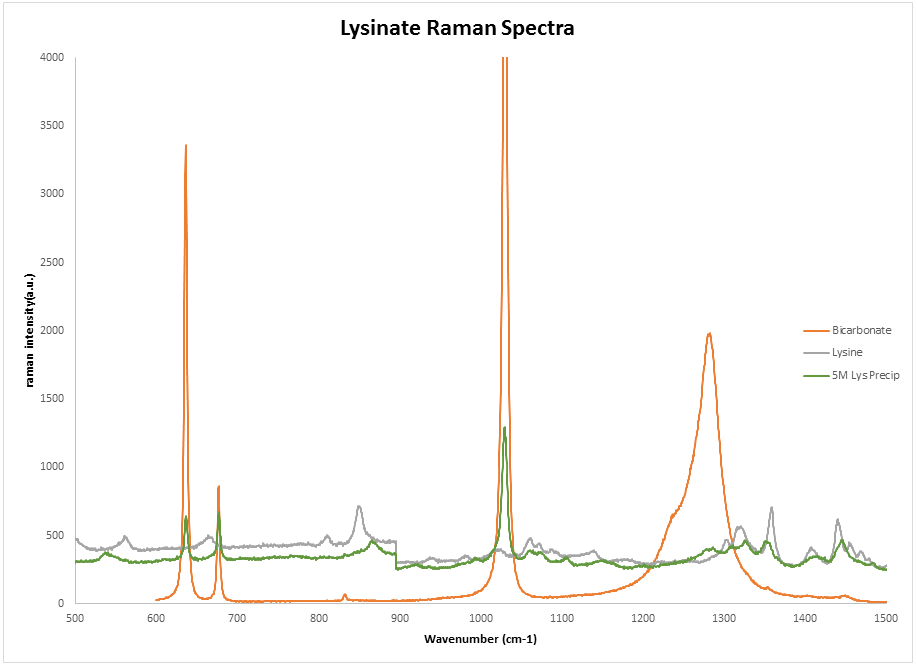 Lysinate Raman Spectra
4000
3500
3000
2500
2000
1500
1000
500
0
raman intensity(a.u.)
500 600 700 800 900 1000 1100 1200 1300 1400 1500
Wavenumber (cm-1)
Bicarbonate
Lysine
5M Lys Precip